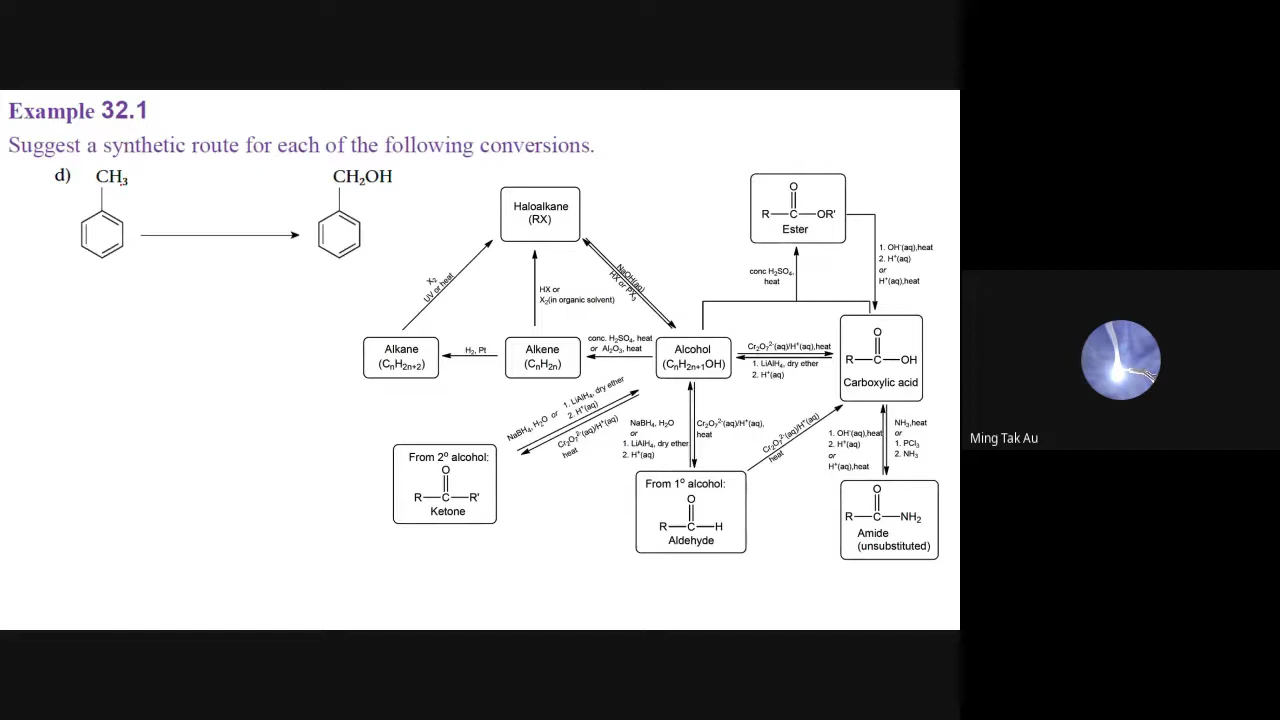 Example 32.1
Suggest a synthetic route for each of the following conversions.
d)
CH₃
CH₂OH
Haloalkane
(RX)
X₂
UV or heat
HX or
X₂(in organic solvent)
NaOH(aq)
HX or PX₃
O
R—C—OR'
Ester
conc H₂SO₄,
heat
1. OH⁻(aq),heat
2. H⁺(aq)
or
H⁺(aq),heat
Alkane
(CₙH₂ₙ₊₂)
H₂, Pt
Alkene
(CₙH₂ₙ)
conc. H₂SO₄, heat
or Al₂O₃, heat
Alcohol
(CₙH₂ₙ₊₁OH)
Cr₂O₇²⁻(aq)/H⁺(aq),heat
1. LiAlH₄, dry ether
2. H⁺(aq)
O
R—C—OH
Carboxylic acid
NaBH₄, H₂O or 1. LiAlH₄, dry ether
2. H⁺(aq)
Cr₂O₇²⁻(aq)/H⁺(aq)
heat
NaBH₄, H₂O
or
1. LiAlH₄, dry ether
2. H⁺(aq)
Cr₂O₇²⁻(aq)/H⁺(aq),
heat
Cr₂O₇²⁻(aq)/H⁺(aq)
heat
1. OH⁻(aq),heat
2. H⁺(aq)
or
H⁺(aq),heat
NH₃,heat
or
1. PCl₃
2. NH₃
From 2° alcohol:
O
R—C—R'
Ketone
From 1° alcohol:
O
R—C—H
Aldehyde
O
R—C—NH₂
Amide
(unsubstituted)
Ming Tak Au